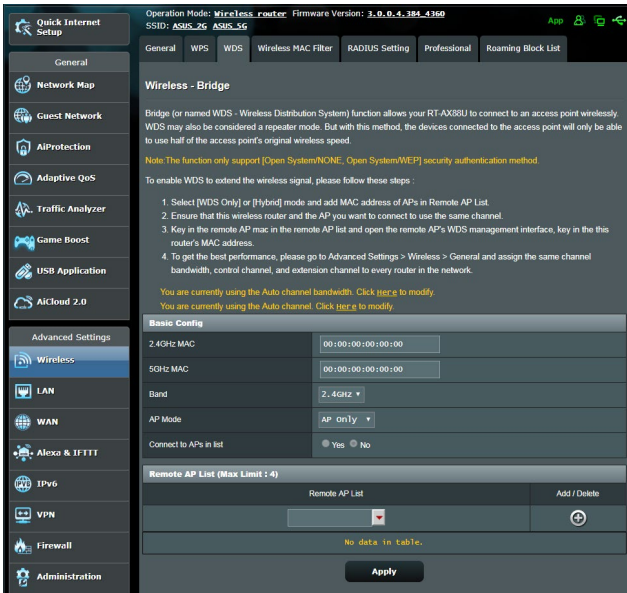 Quick Internet
Setup
Operation Mode: Wireless router Firmware Version: 3.0.0.4.384_4360
SSID: ASUS_2G ASUS_5G
App
General WPS WDS Wireless MAC Filter RADIUS Setting Professional Roaming Block List
General
Network Map
Guest Network
AiProtection
Adaptive QoS
Traffic Analyzer
Game Boost
USB Application
AiCloud 2.0
Advanced Settings
Wireless
LAN
WAN
Alexa & IFTTT
IPv6
VPN
Firewall
Administration
Wireless - Bridge
Bridge (or named WDS - Wireless Distribution System) function allows your RT-AX88U to connect to an access point wirelessly.
WDS may also be considered a repeater mode. But with this method, the devices connected to the access point will only be able
to use half of the access point's original wireless speed.
Note:The function only support [Open System/NONE, Open System/WEP] security authentication method.
To enable WDS to extend the wireless signal, please follow these steps :
1. Select [WDS Only] or [Hybrid] mode and add MAC address of APs in Remote AP List.
2. Ensure that this wireless router and the AP you want to connect to use the same channel.
3. Key in the remote AP mac in the remote AP list and open the remote AP's WDS management interface, key in the this
router's MAC address.
4. To get the best performance, please go to Advanced Settings > Wireless > General and assign the same channel
bandwidth, control channel, and extension channel to every router in the network.
You are currently using the Auto channel bandwidth. Click Here to modify.
You are currently using the Auto channel. Click Here to modify.
Basic Config
2.4GHz MAC 00:00:00:00:00:00
5GHz MAC 00:00:00:00:00:00
Band 2.4GHz
AP Mode AP Only
Connect to APs in list Yes No
Remote AP List (Max Limit : 4)
Remote AP List Add / Delete
No data in table.
Apply